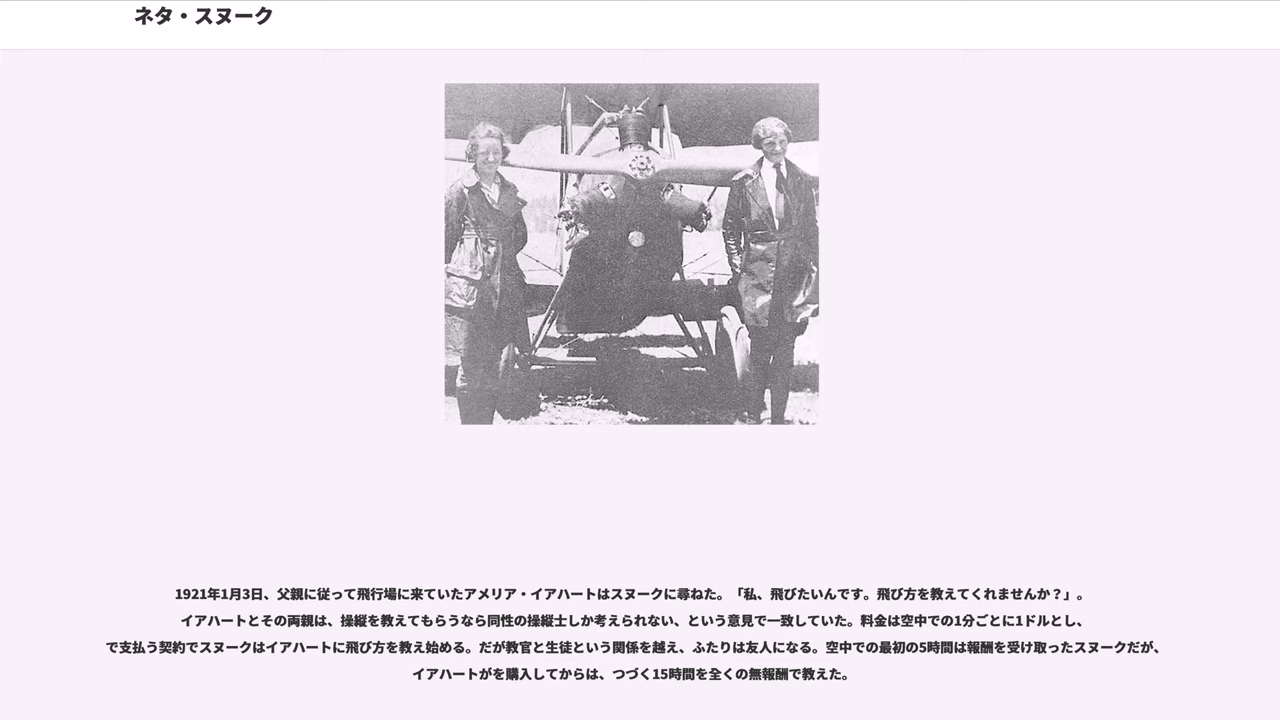 ネタ・スヌーク
1921年1月3日、父親に従って飛行場に来ていたアメリア・イアハートはスヌークに尋ねた。「私、飛びたいんです。飛び方を教えてくれませんか？」。
イアハートとその両親は、操縦を教えてもらうなら同性の操縦士しか考えられない、という意見で一致していた。料金は空中での1分ごとに1ドルとし、
で支払う契約でスヌークはイアハートに飛び方を教え始める。だが教官と生徒という関係を越え、ふたりは友人になる。空中での最初の5時間は報酬を受け取ったスヌークだが、
イアハートがを購入してからは、つづく15時間を全くの無報酬で教えた。